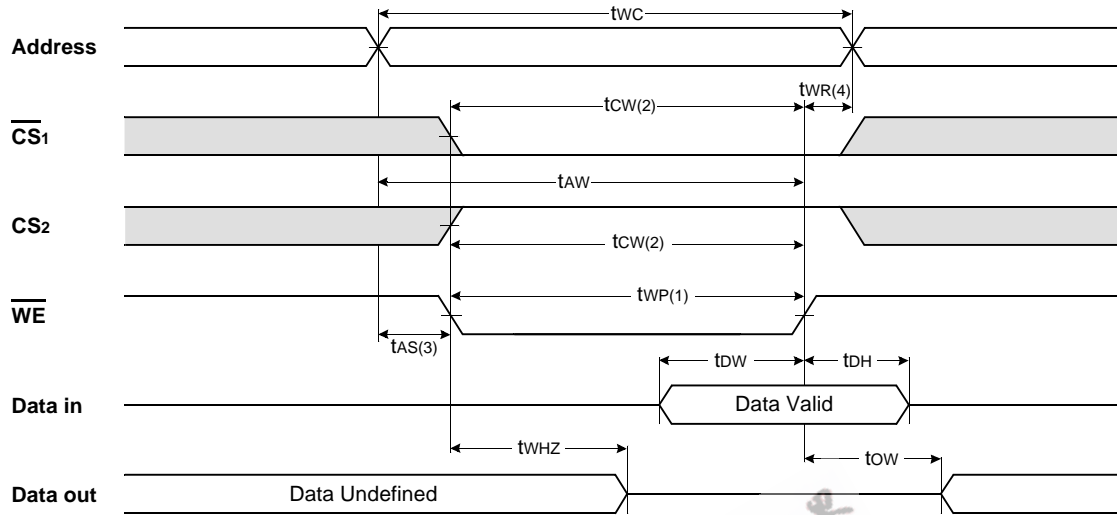 tWC
Address
tCW(2)
tWR(4)
CS1
tAW
CS2
tCW(2)
tWP(1)
WE
tAS(3)
tDW
tDH
Data in
Data Valid
tWHZ
tOW
Data out
Data Undefined